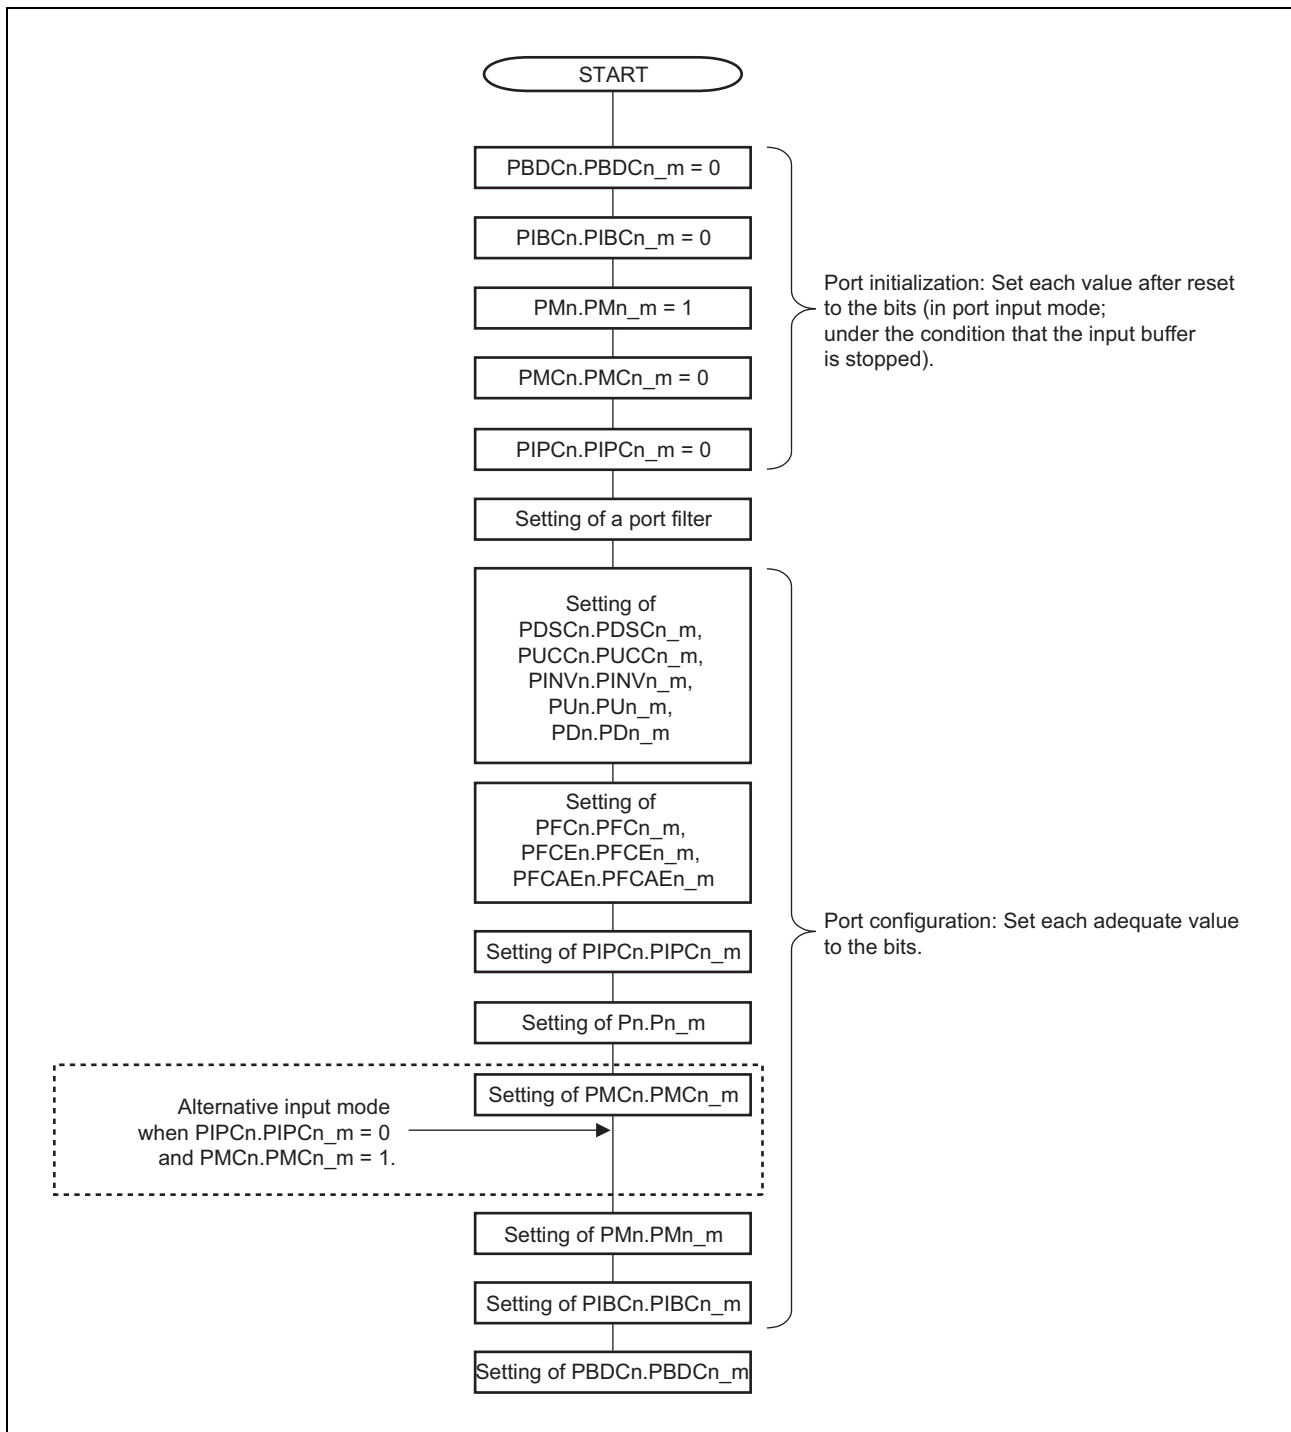 START
PBDCn.PBDCn_m = 0
PIBCn.PIBCn_m = 0
PMn.PMn_m = 1
PMCn.PMCn_m = 0
PIPCn.PIPCn_m = 0
Port initialization: Set each value after reset
to the bits (in port input mode;
under the condition that the input buffer
is stopped).
Setting of a port filter
Setting of
PDSCn.PDSCn_m,
PUCCn.PUCCn_m,
PINVn.PINVn_m,
PUn.PUn_m,
PDn.PDn_m
Setting of
PFCn.PFCn_m,
PFCEn.PFCEn_m,
PFCAEn.PFCAEn_m
Setting of PIPCn.PIPCn_m
Setting of Pn.Pn_m
Port configuration: Set each adequate value
to the bits.
Setting of PMCn.PMCn_m
Alternative input mode
when PIPCn.PIPCn_m = 0
and PMCn.PMCn_m = 1.
Setting of PMn.PMn_m
Setting of PIBCn.PIBCn_m
Setting of PBDCn.PBDCn_m